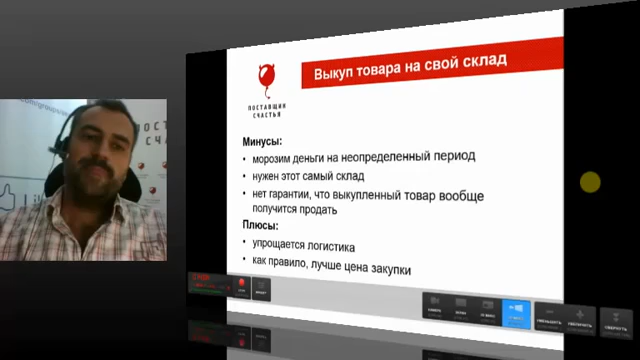 Выкуп товара на свой склад
ПОСТАВЩИК
СЧАСТЬЯ
Минусы:
• морозим деньги на неопределенный период
• нужен этот самый склад
• нет гарантии, что выкупленный товар вообще
получится продать
Плюсы:
• упрощается логистика
• как правило, лучше цена закупки